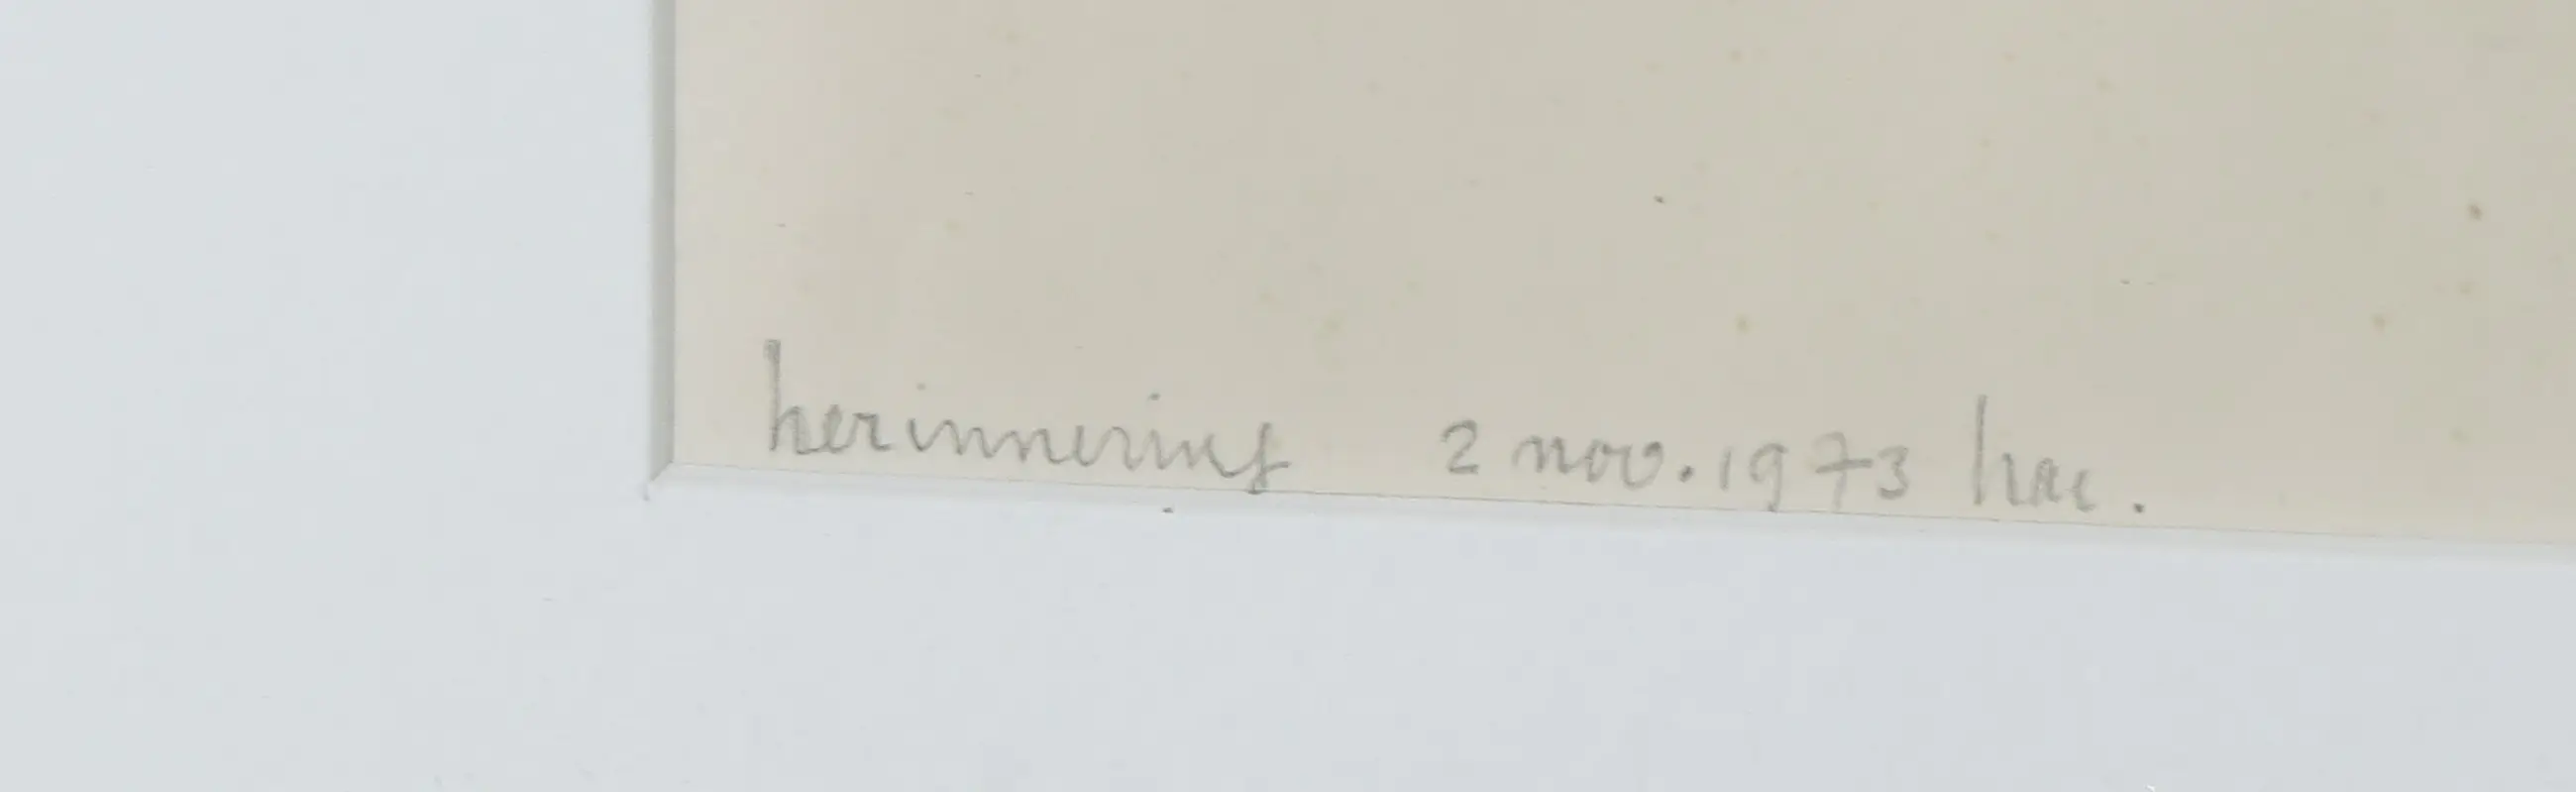 herinnering 2 nov. 1973 hac.